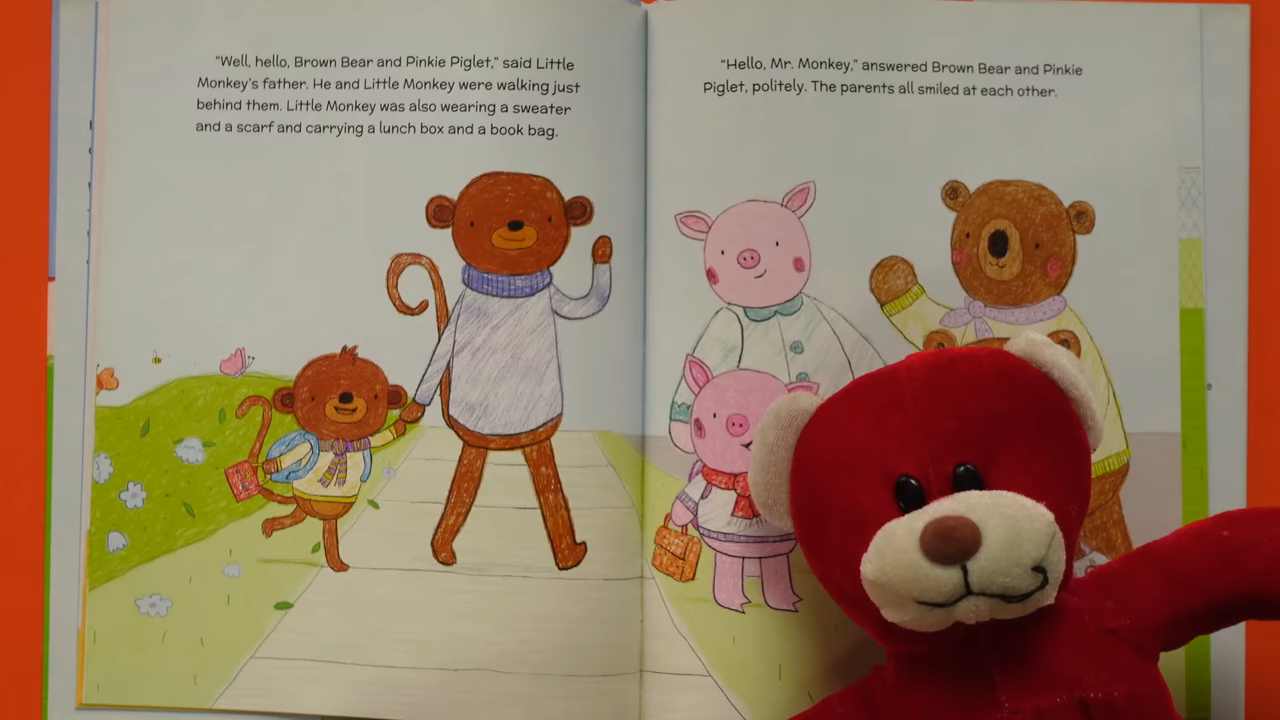 "Well, hello, Brown Bear and Pinkie Piglet," said Little
Monkey's father. He and Little Monkey were walking just
behind them. Little Monkey was also wearing a sweater
and a scarf and carrying a lunch box and a book bag.
"Hello, Mr. Monkey," answered Brown Bear and Pinkie
Piglet, politely. The parents all smiled at each other.